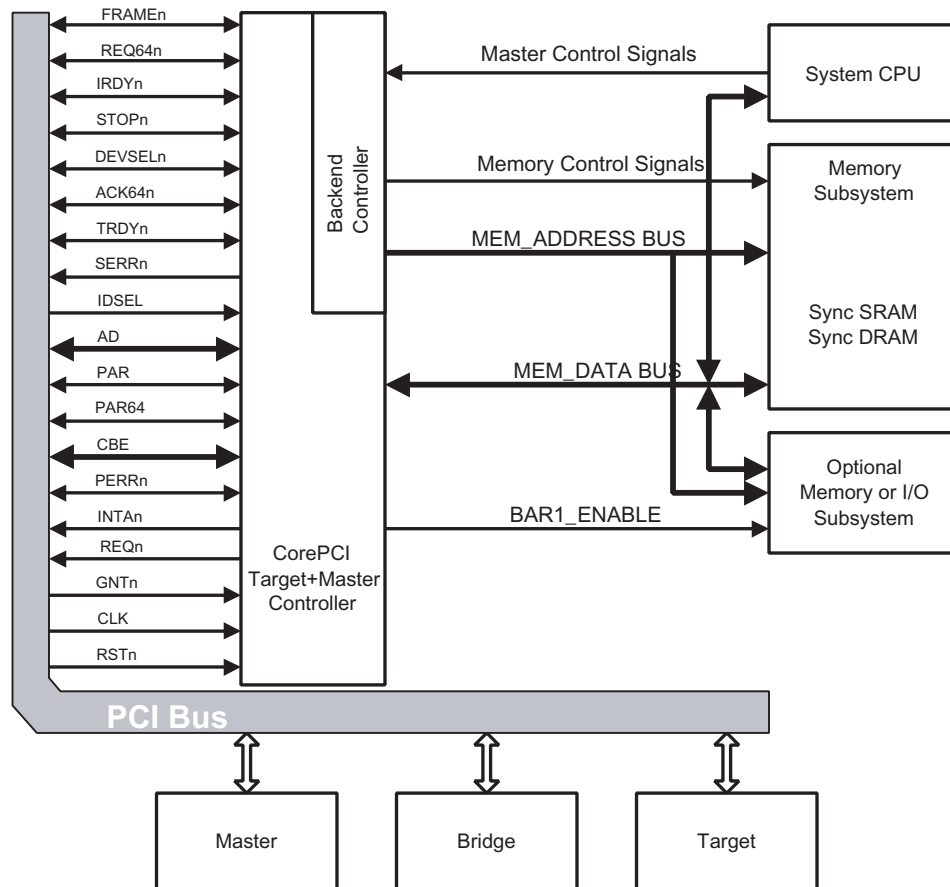 FRAMEn
REQ64n
IRDYn
STOPn
DEVSELn
ACK64n
TRDYn
SERRn
IDSEL
AD
PAR
PAR64
CBE
PERRn
INTAn
REQn
GNTn
CLK
RSTn
Backend
Controller
CorePCI
Target+Master
Controller
Master Control Signals
Memory Control Signals
MEM_ADDRESS BUS
MEM_DATA BUS
BAR1_ENABLE
System CPU
Memory
Subsystem
Sync SRAM
Sync DRAM
Optional
Memory or I/O
Subsystem
PCI Bus
Master
Bridge
Target